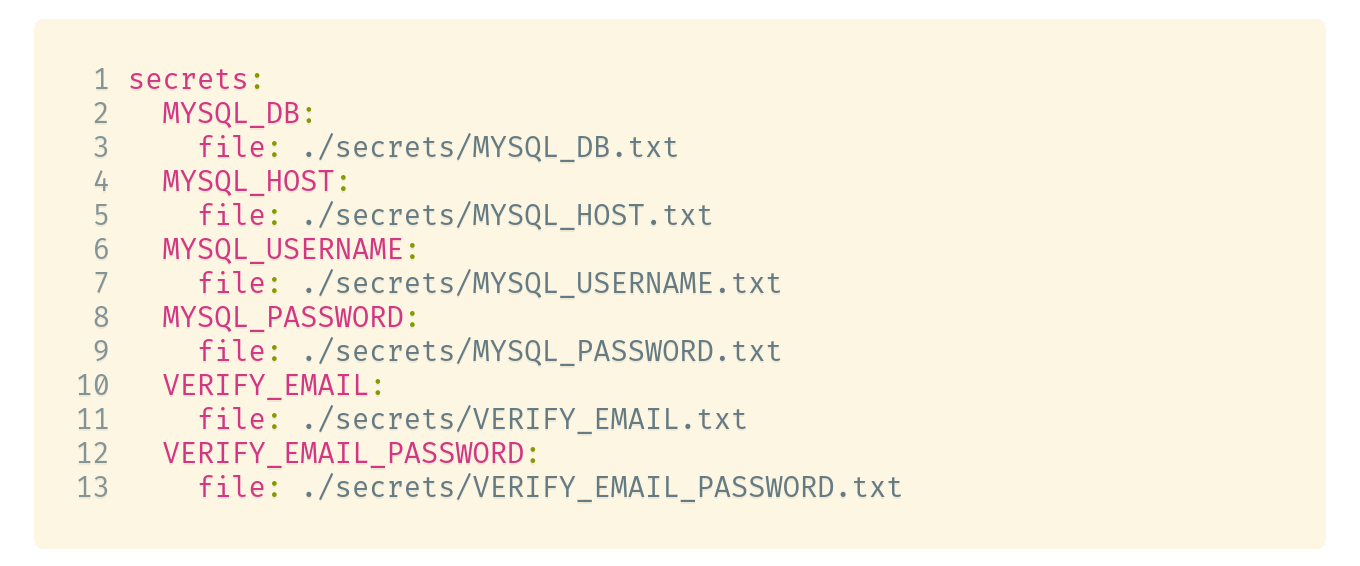 1 secrets:
2   MYSQL_DB:
3     file: ./secrets/MYSQL_DB.txt
4   MYSQL_HOST:
5     file: ./secrets/MYSQL_HOST.txt
6   MYSQL_USERNAME:
7     file: ./secrets/MYSQL_USERNAME.txt
8   MYSQL_PASSWORD:
9     file: ./secrets/MYSQL_PASSWORD.txt
10   VERIFY_EMAIL:
11     file: ./secrets/VERIFY_EMAIL.txt
12   VERIFY_EMAIL_PASSWORD:
13     file: ./secrets/VERIFY_EMAIL_PASSWORD.txt